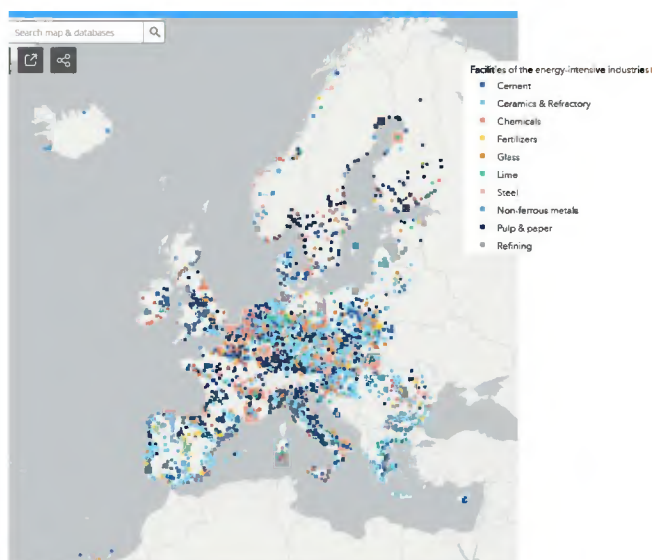 Search map & databases
Facilities of the energy-intensive industries
Cement
Ceramics & Refractory
Chemicals
Fertilizers
Glass
Lime
Steel
Non-ferrous metals
Pulp & paper
Refining